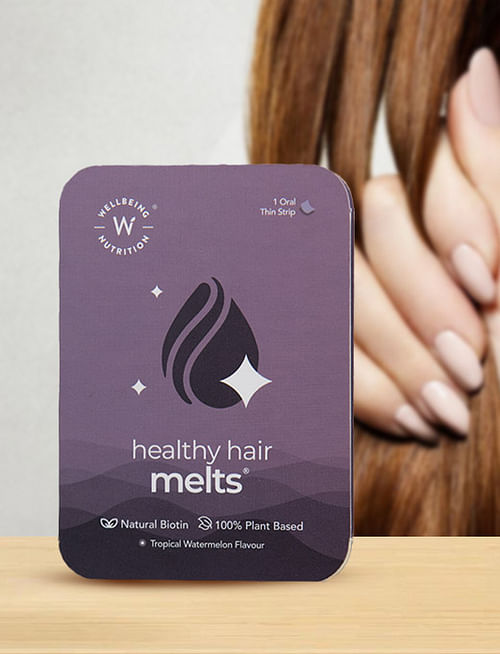 WELLBEING
W
NUTRITION
®
1 Oral
Thin Strip
healthy hair
melts®
Natural Biotin 100% Plant Based
Tropical Watermelon Flavour